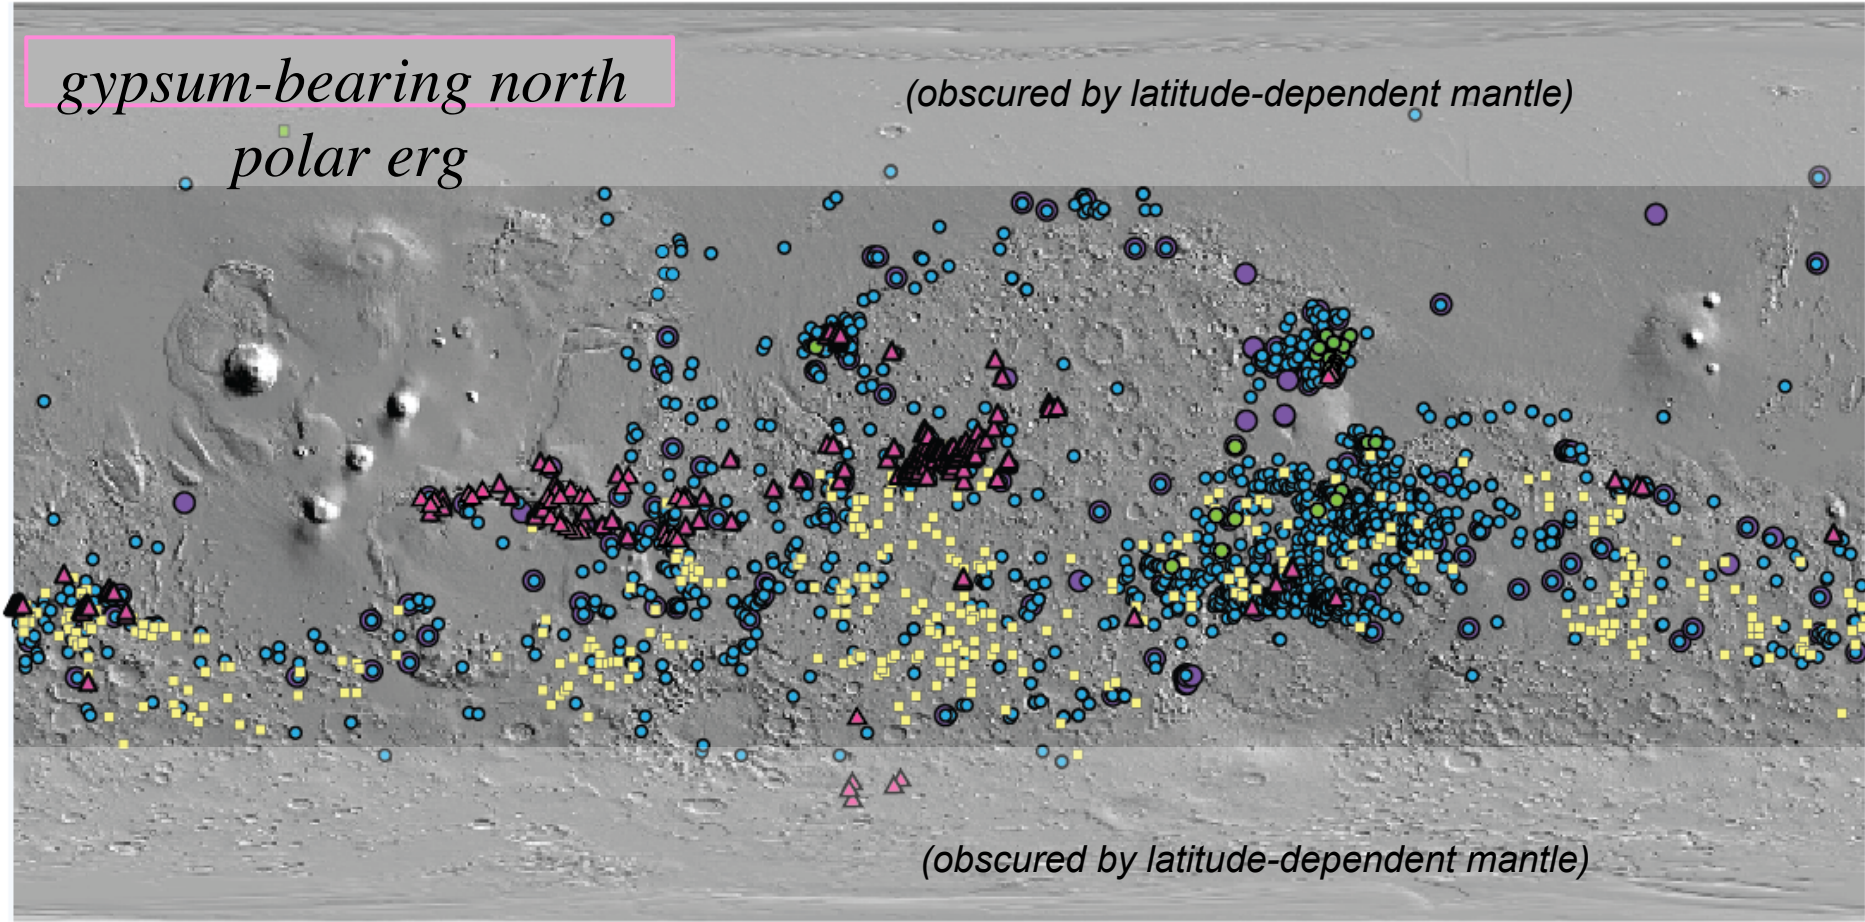 gypsum-bearing north
polar erg
(obscured by latitude-dependent mantle)
(obscured by latitude-dependent mantle)